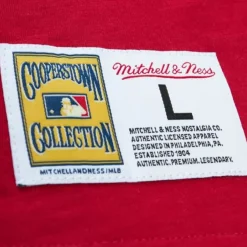 COOPERSTOWN
COLLECTION
MITCHELLANDNESS/MLB
Mitchell & Ness
L
MITCHELL & NESS NOSTALGIA CO.
AUTHENTIC LICENSED APPAREL
DESIGNED IN PHILADELPHIA, PA
ESTABLISHED 1904
AUTHENTIC. PREMIUM. LEGENDARY.